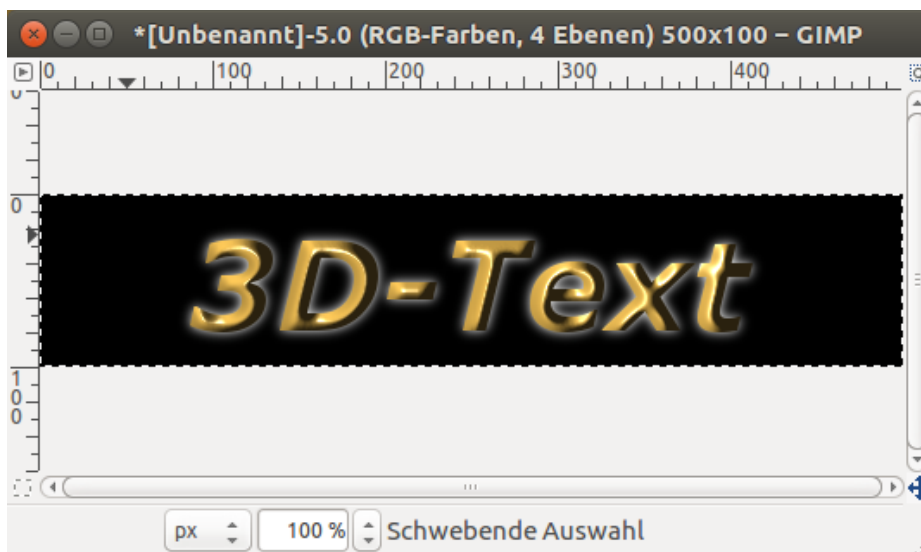 *[Unbenannt]-5.0 (RGB-Farben, 4 Ebenen) 500x100 – GIMP
0 100 200 300 400
0
0
100
3D-Text
px 100 % Schwebende Auswahl